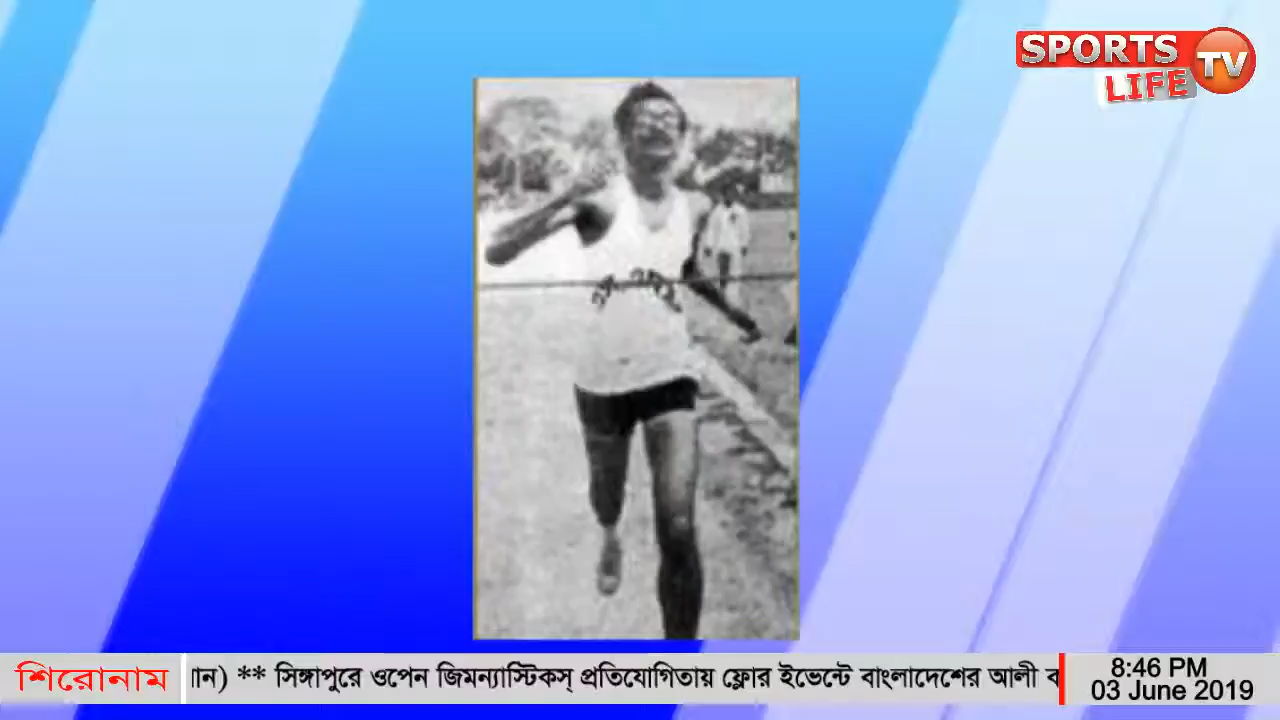 SPORTS
LIFE
TV
শিরোনাম
ান) ** সিঙ্গাপুরে ওপেন জিমন্যাস্টিকস্ প্রতিযোগিতায় ফ্লোর ইভেন্টে বাংলাদেশের আলী
8:46 PM
03 June 2019